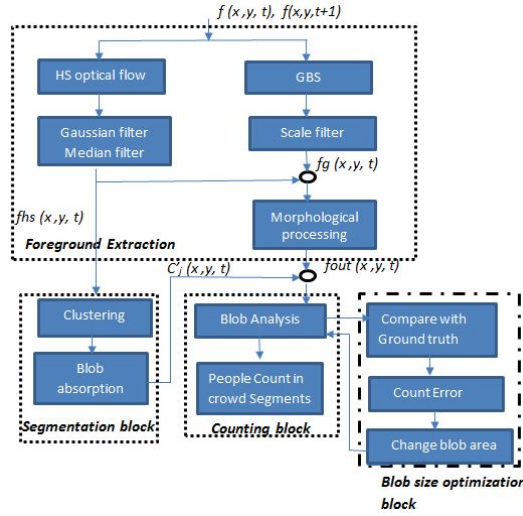 f (x ,y, t), f(x,y,t+1)
HS optical flow
GBS
Gaussian filter
Median filter
Scale filter
fg (x ,y, t)
fhs (x ,y, t)
Morphological
processing
Foreground Extraction
C'j (x ,y, t)
fout (x ,y, t)
Clustering
Blob Analysis
Compare with
Ground truth
Blob
absorption
People Count in
crowd Segments
Count Error
Segmentation block
Counting block
Change blob area
Blob size optimization
block